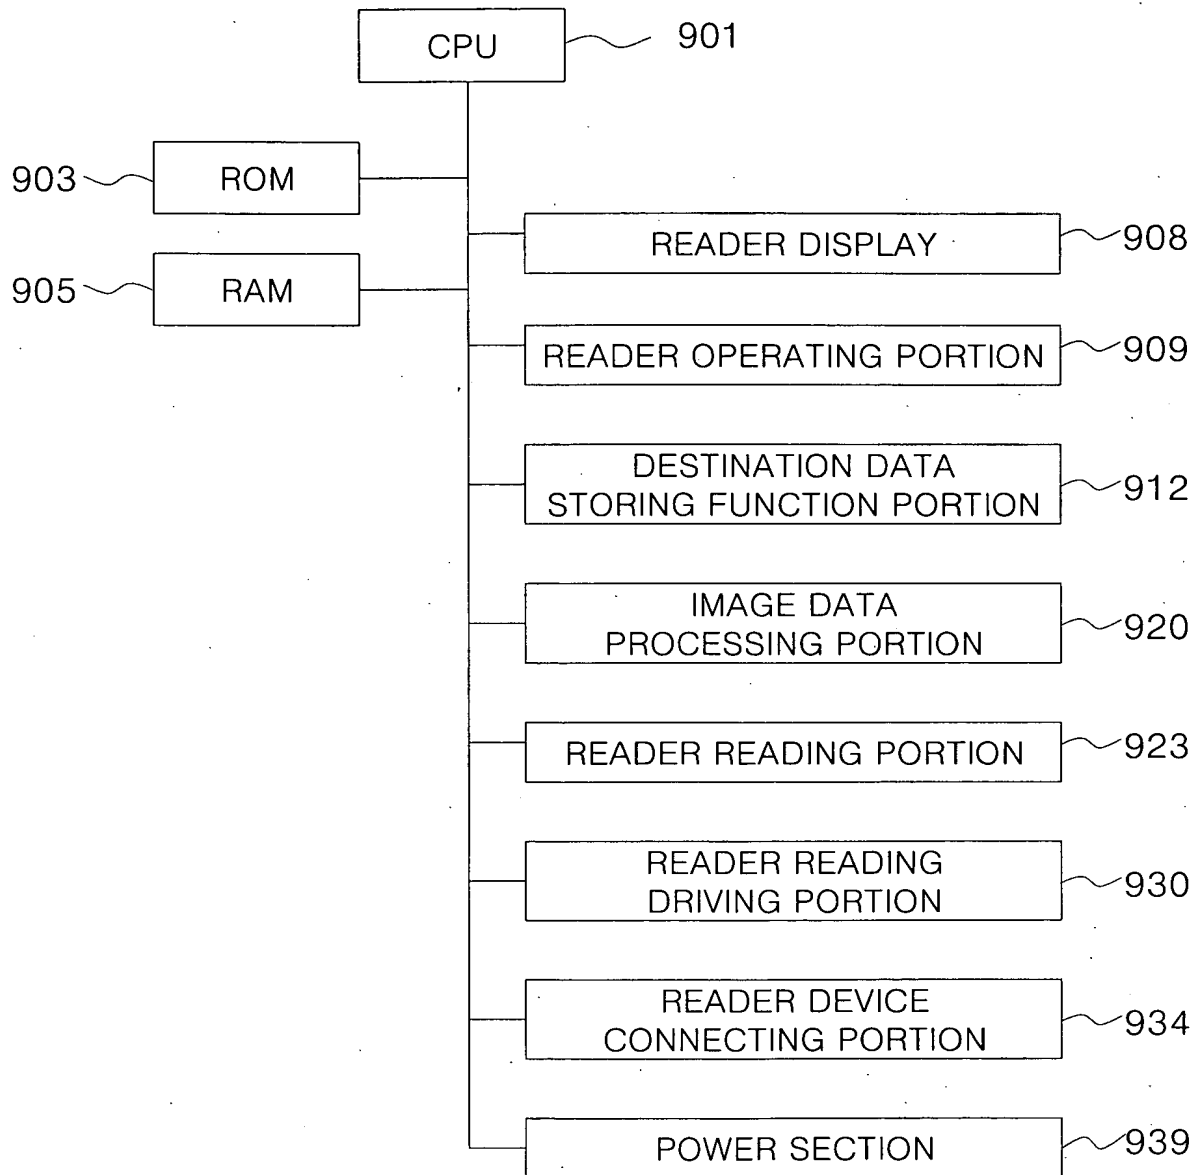 CPU
901
903
ROM
READER DISPLAY
908
905
RAM
READER OPERATING PORTION
909
DESTINATION DATA
STORING FUNCTION PORTION
912
IMAGE DATA
PROCESSING PORTION
920
READER READING PORTION
923
READER READING
DRIVING PORTION
930
READER DEVICE
CONNECTING PORTION
934
POWER SECTION
939